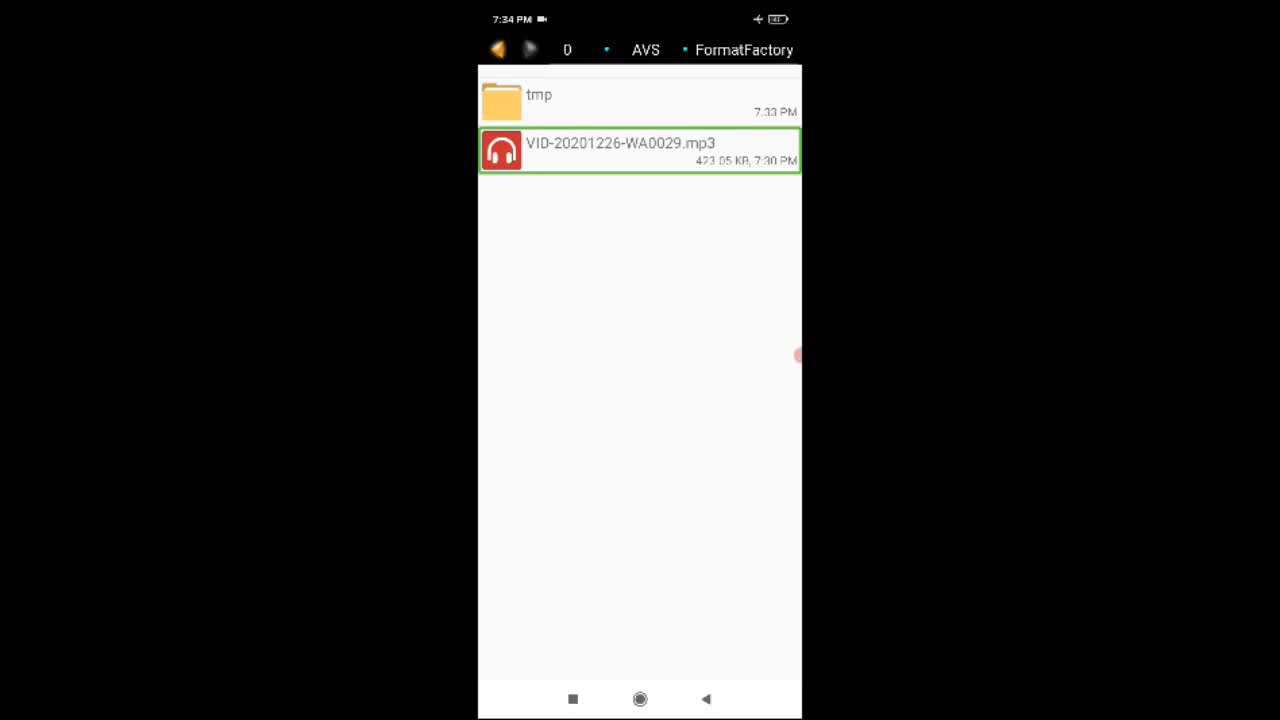 7:34 PM
0 • AVS • FormatFactory
tmp
7:33 PM
VID-20201226-WA0029.mp3
423.05 KB, 7:30 PM